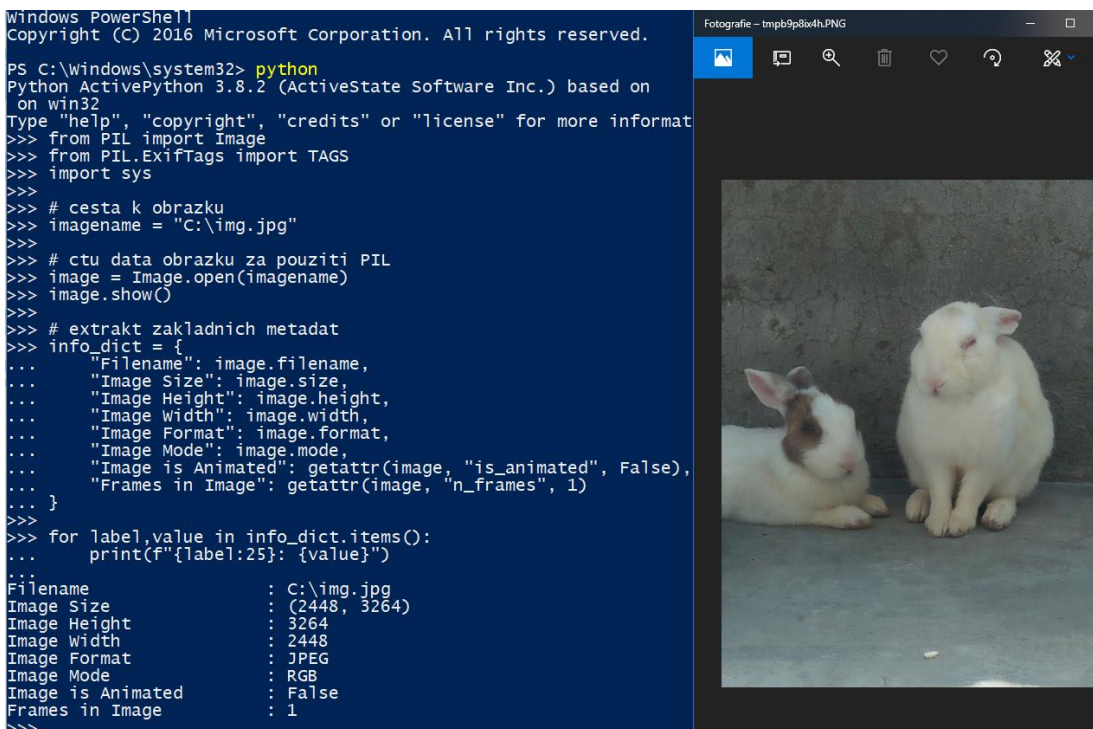 Windows PowerShell
Copyright (C) 2016 Microsoft Corporation. All rights reserved.
PS C:\Windows\system32> python
Python ActivePython 3.8.2 (ActiveState Software Inc.) based on
 on win32
Type "help", "copyright", "credits" or "license" for more informat
>>> from PIL import Image
>>> from PIL.ExifTags import TAGS
>>> import sys
>>>
>>> # cesta k obrazku
>>> imagename = "C:\img.jpg"
>>>
>>> # ctu data obrazku za pouziti PIL
>>> image = Image.open(imagename)
>>> image.show()
>>>
>>> # extrakt zakladnich metadat
>>> info_dict = {
...     "Filename": image.filename,
...     "Image Size": image.size,
...     "Image Height": image.height,
...     "Image Width": image.width,
...     "Image Format": image.format,
...     "Image Mode": image.mode,
...     "Image is Animated": getattr(image, "is_animated", False),
...     "Frames in Image": getattr(image, "n_frames", 1)
... }
>>>
>>> for label,value in info_dict.items():
...     print(f"{label:25}: {value}")
...
Filename                 : C:\img.jpg
Image Size               : (2448, 3264)
Image Height             : 3264
Image Width              : 2448
Image Format             : JPEG
Image Mode               : RGB
Image is Animated        : False
Frames in Image          : 1
>>>
Fotografie – tmpb9p8ix4h.PNG